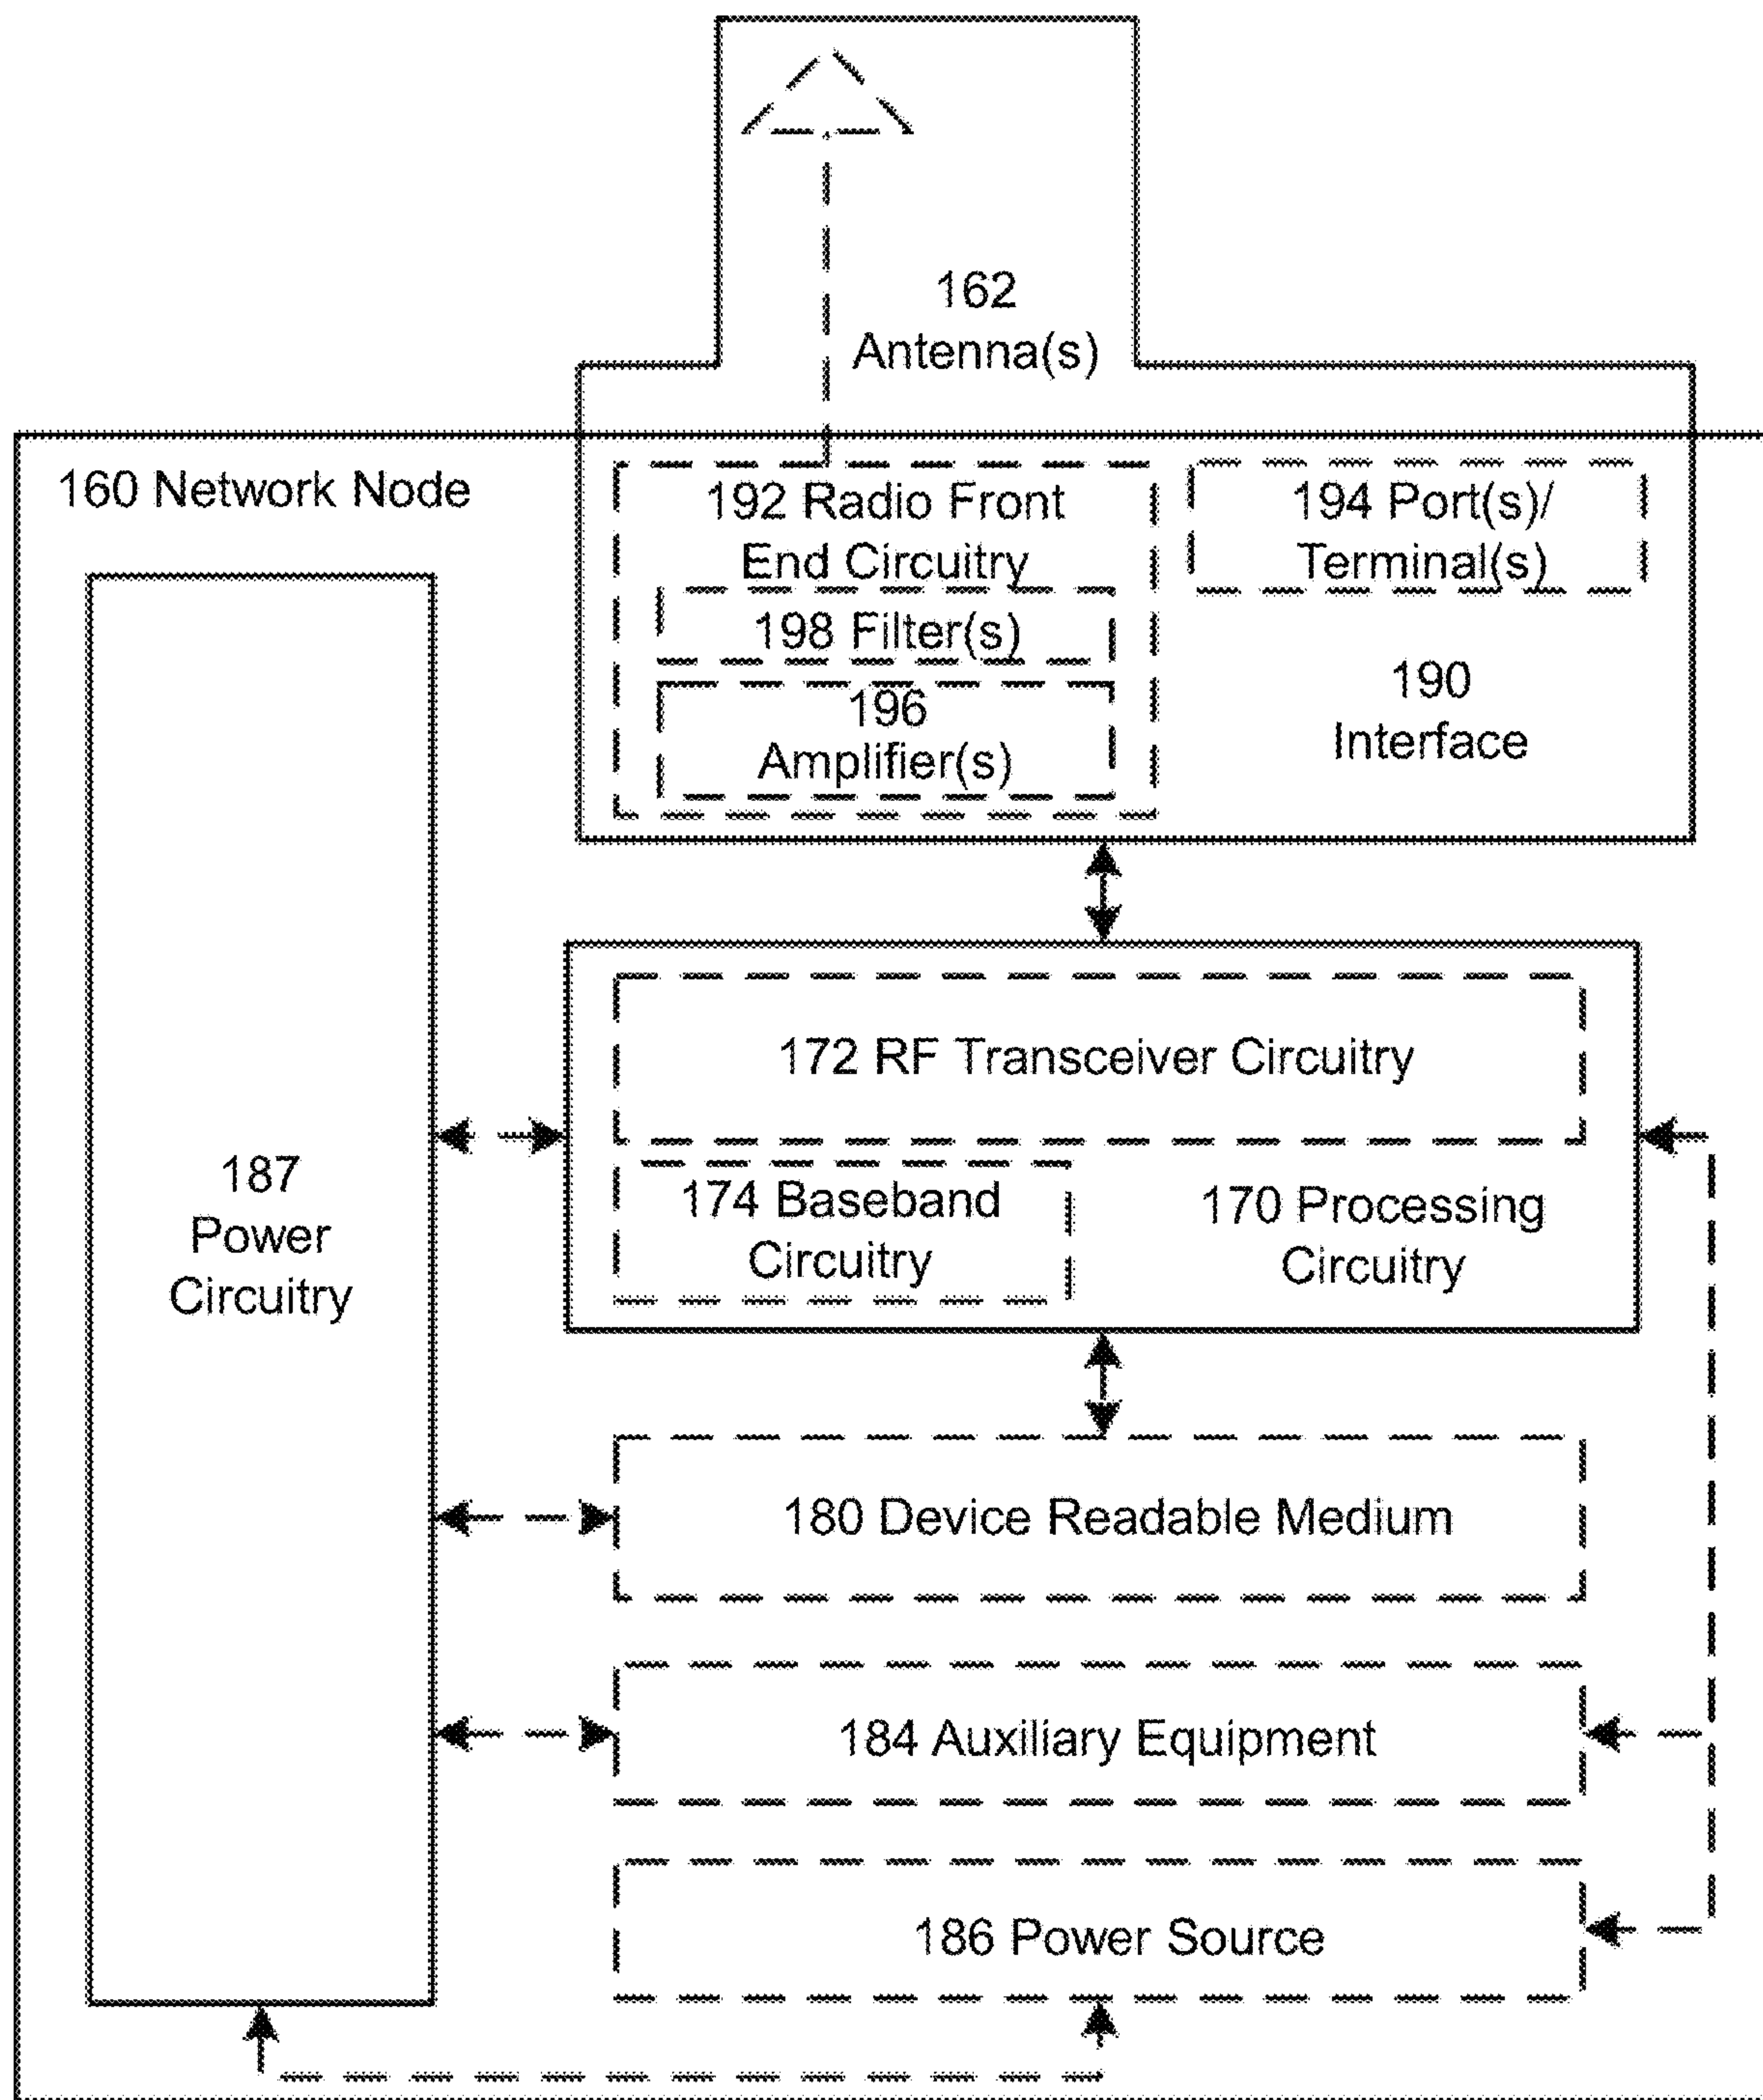 162
Antenna(s)
160 Network Node
192 Radio Front
End Circuitry
194 Port(s)/
Terminal(s)
198 Filter(s)
196
Amplifier(s)
190
Interface
172 RF Transceiver Circuitry
187
Power
Circuitry
174 Baseband
Circuitry
170 Processing
Circuitry
180 Device Readable Medium
184 Auxiliary Equipment
186 Power Source